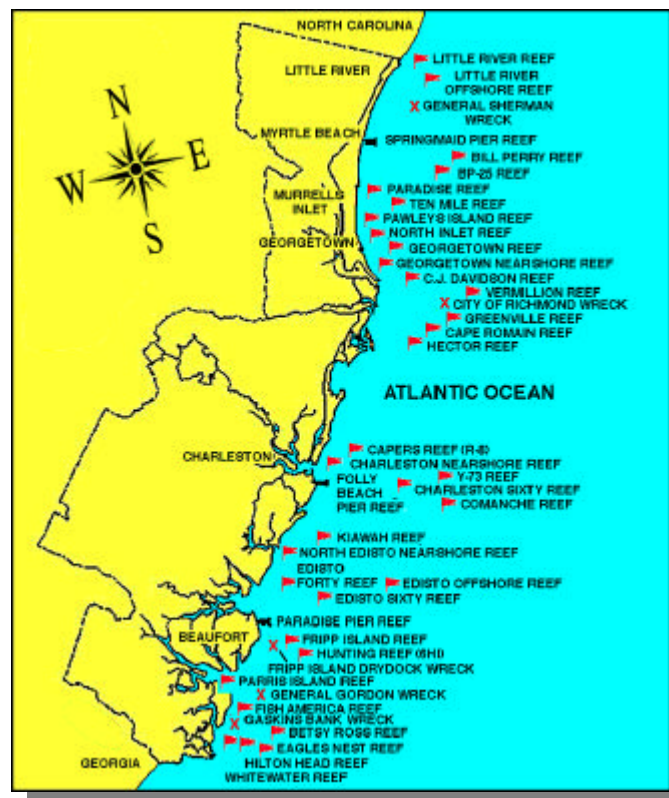 NORTH CAROLINA
LITTLE RIVER REEF
LITTLE RIVER
LITTLE RIVER
OFFSHORE REEF
GENERAL SHERMAN
WRECK
N
E
W
S
MYRTLE BEACH
SPRINGMAID PIER REEF
BILL PERRY REEF
BP-25 REEF
PARADISE REEF
MURRELLS
INLET
TEN MILE REEF
PAWLEYS ISLAND REEF
NORTH INLET REEF
GEORGETOWN
GEORGETOWN REEF
GEORGETOWN NEARSHORE REEF
C.J. DAVIDSON REEF
VERMILLION REEF
X CITY OF RICHMOND WRECK
GREENVILLE REEF
CAPE ROMAIN REEF
HECTOR REEF
ATLANTIC OCEAN
CAPERS REEF (R-8)
CHARLESTON
CHARLESTON NEARSHORE REEF
Y-73 REEF
FOLLY
BEACH
PIER REEF
CHARLESTON SIXTY REEF
COMANCHE REEF
KIAWAH REEF
NORTH EDISTO NEARSHORE REEF
EDISTO
FORTY REEF
EDISTO OFFSHORE REEF
EDISTO SIXTY REEF
PARADISE PIER REEF
BEAUFORT
FRIPP ISLAND REEF
HUNTING REEF (6HI)
FRIPP ISLAND DRYDOCK WRECK
PARRIS ISLAND REEF
X GENERAL GORDON WRECK
FISH AMERICA REEF
X GASKINS BANK WRECK
BETSY ROSS REEF
EAGLES NEST REEF
GEORGIA
HILTON HEAD REEF
WHITEWATER REEF